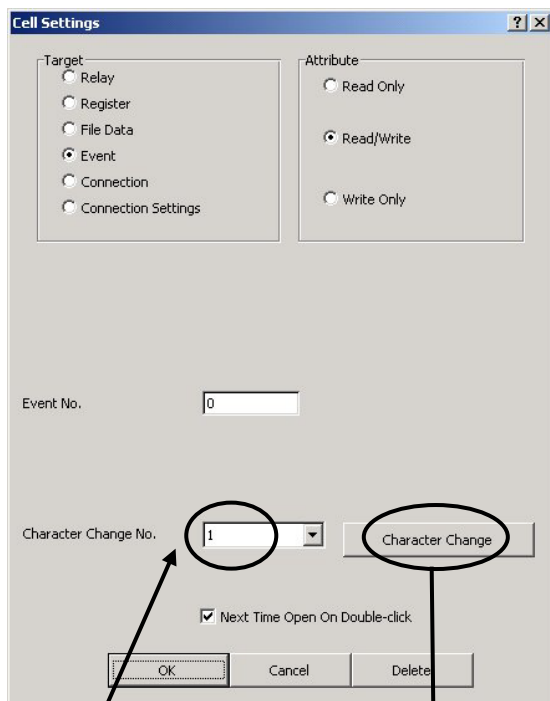 Cell Settings
Target
Relay
Register
File Data
Event
Connection
Connection Settings
Attribute
Read Only
Read/Write
Write Only
Event No. 0
Character Change No. 1 Character Change
Next Time Open On Double-click
OK Cancel Delete